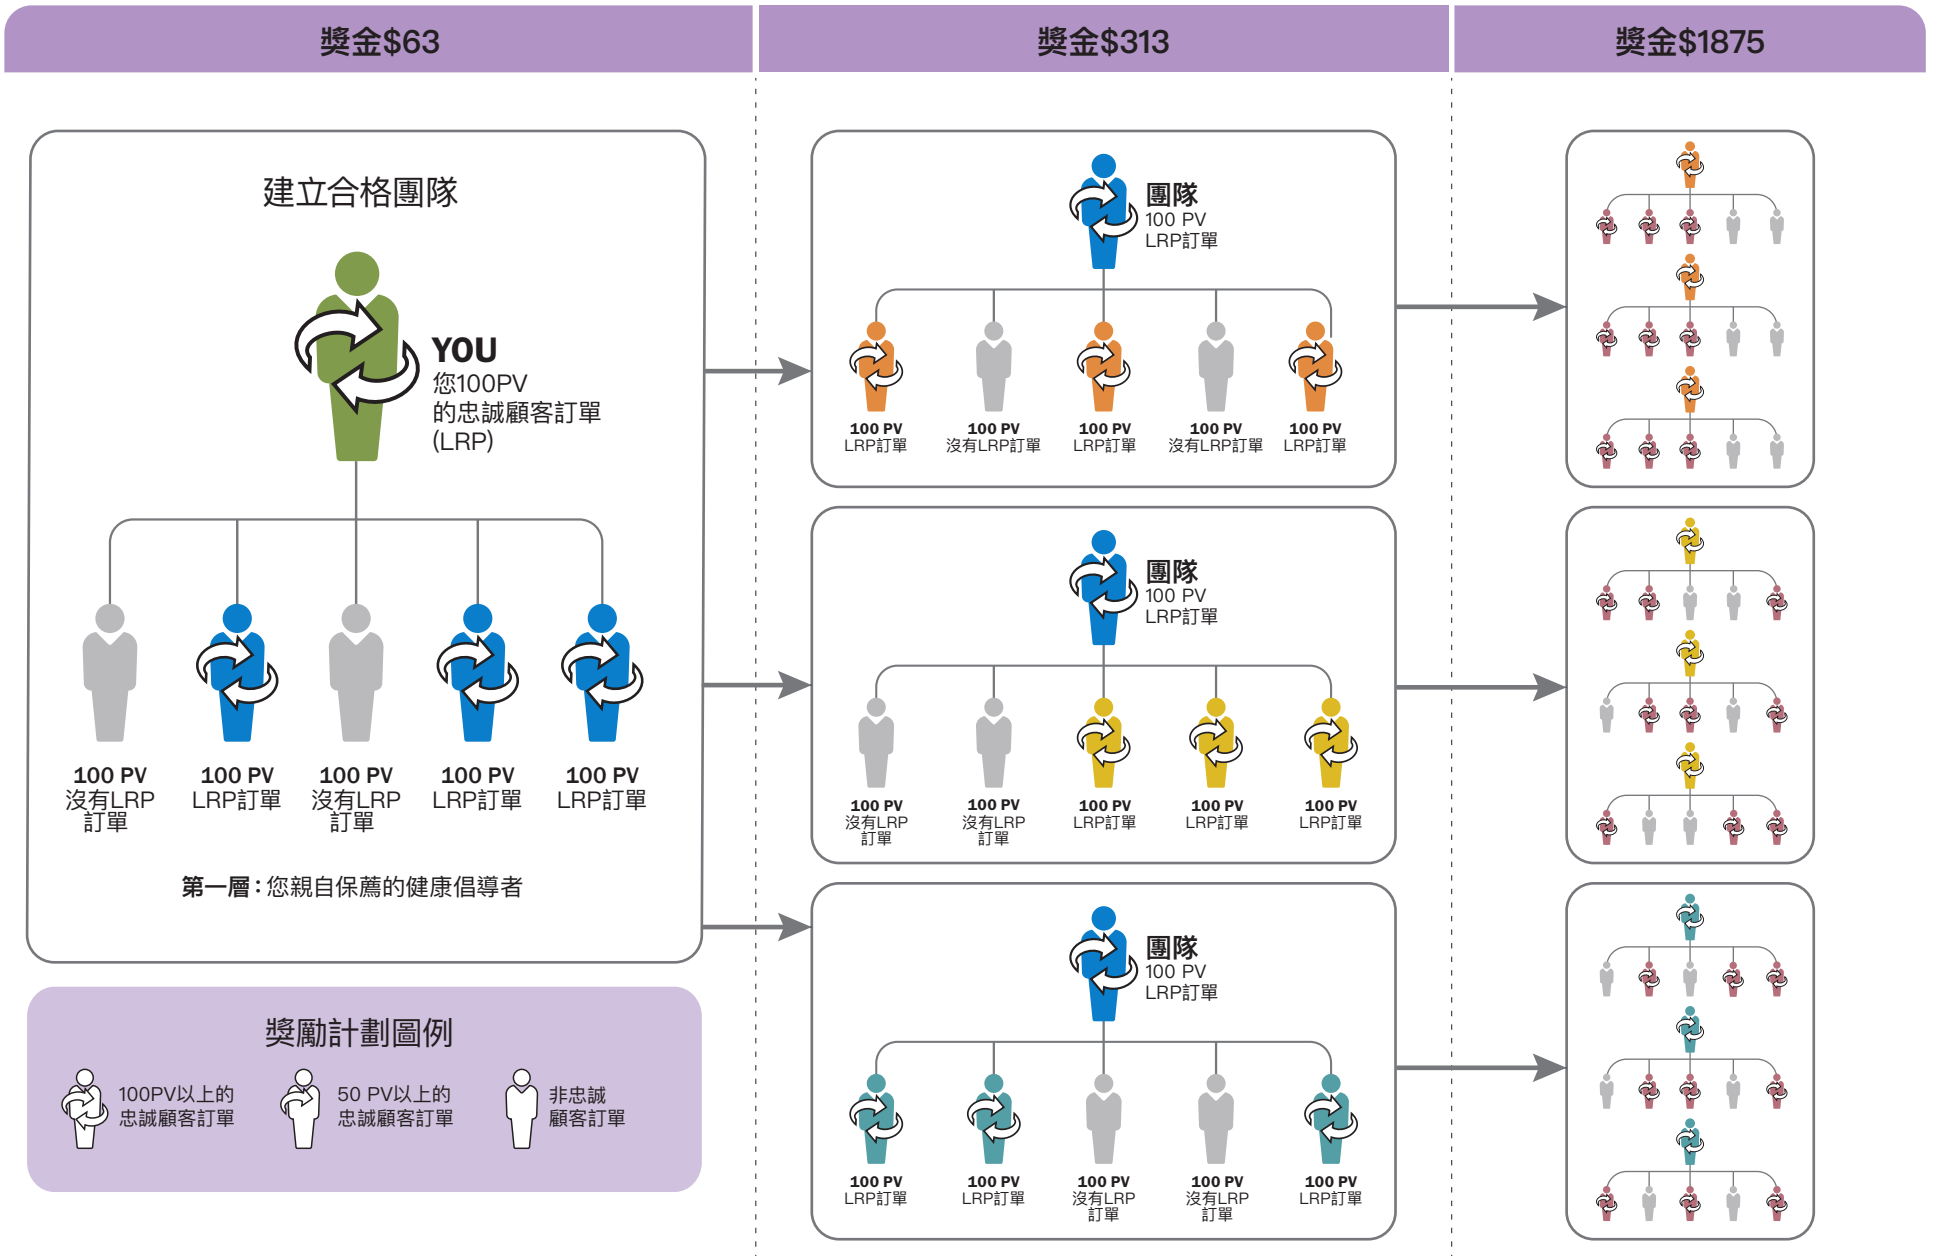 獎金$63
獎金$313
獎金$1875
建立合格團隊
YOU
您100PV
的忠誠顧客訂單
(LRP)
100 PV
沒有LRP
訂單
100 PV
LRP訂單
100 PV
沒有LRP
訂單
100 PV
LRP訂單
100 PV
LRP訂單
第一層：您親自保薦的健康倡導者
獎勵計劃圖例
100PV以上的
忠誠顧客訂單
50 PV以上的
忠誠顧客訂單
非忠誠
顧客訂單
團隊
100 PV
LRP訂單
100 PV
LRP訂單
100 PV
沒有LRP訂單
100 PV
LRP訂單
100 PV
沒有LRP訂單
100 PV
LRP訂單
團隊
100 PV
LRP訂單
100 PV
沒有LRP
訂單
100 PV
沒有LRP
訂單
100 PV
LRP訂單
100 PV
LRP訂單
100 PV
LRP訂單
團隊
100 PV
LRP訂單
100 PV
LRP訂單
100 PV
LRP訂單
100 PV
沒有LRP
訂單
100 PV
沒有LRP
訂單
100 PV
LRP訂單